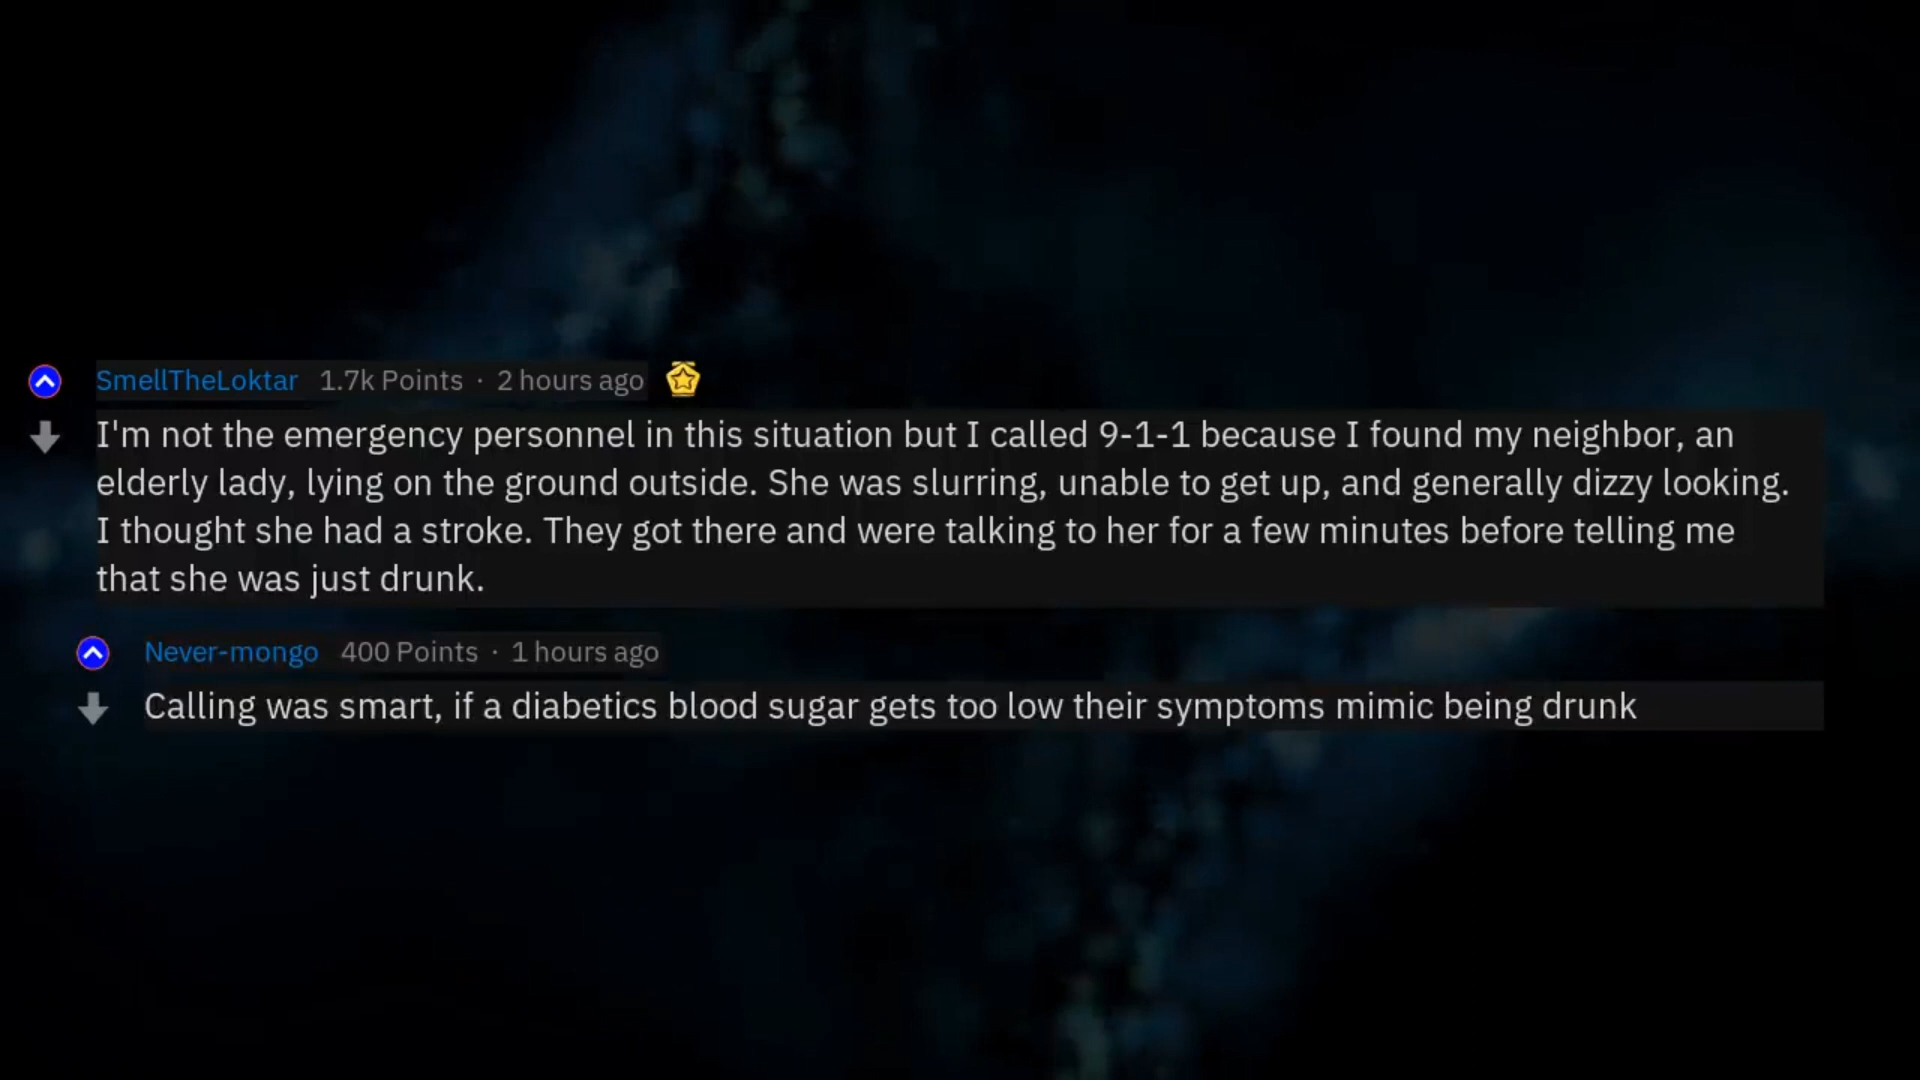 SmellTheLoktar 1.7k Points · 2 hours ago
I'm not the emergency personnel in this situation but I called 9-1-1 because I found my neighbor, an
elderly lady, lying on the ground outside. She was slurring, unable to get up, and generally dizzy looking.
I thought she had a stroke. They got there and were talking to her for a few minutes before telling me
that she was just drunk.
Never-mongo 400 Points · 1 hours ago
Calling was smart, if a diabetics blood sugar gets too low their symptoms mimic being drunk